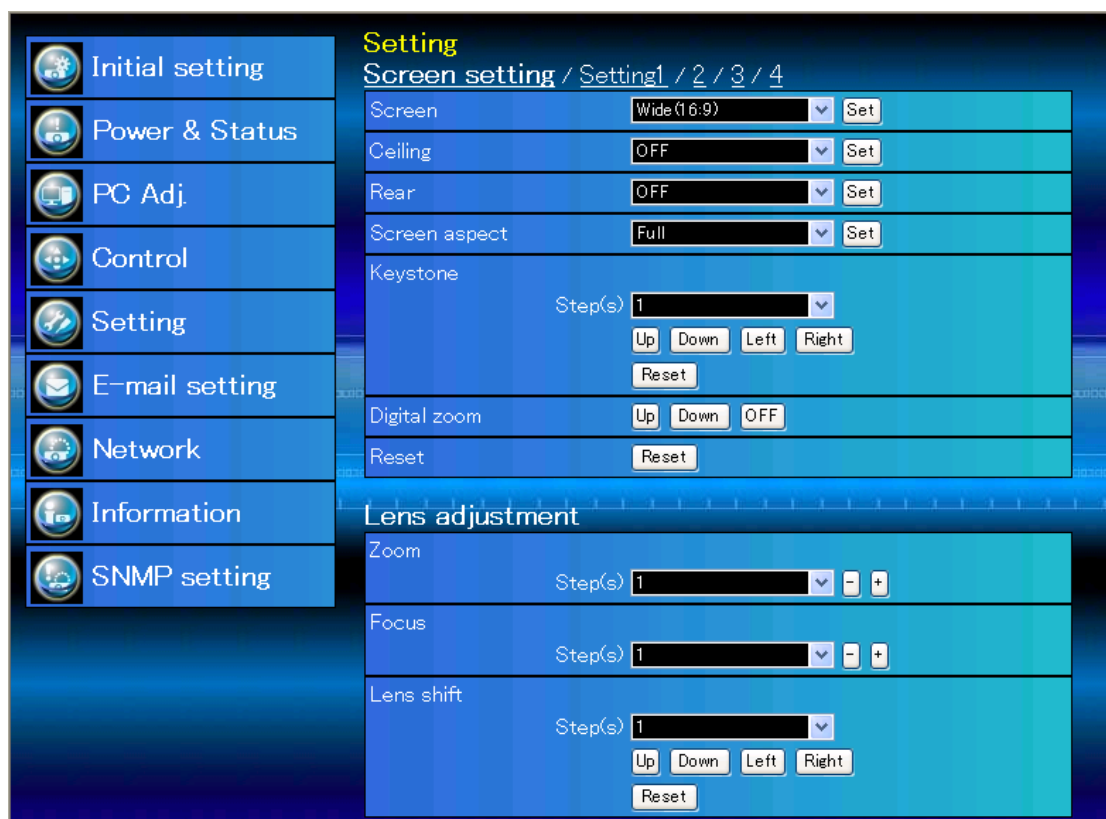 Initial setting
Power & Status
PC Adj.
Control
Setting
E-mail setting
Network
Information
SNMP setting
Setting
Screen setting / Setting1 / 2 / 3 / 4
Screen Wide(16:9) Set
Ceiling OFF Set
Rear OFF Set
Screen aspect Full Set
Keystone
Step(s) 1
Up Down Left Right
Reset
Digital zoom Up Down OFF
Reset Reset
Lens adjustment
Zoom
Step(s) 1 - +
Focus
Step(s) 1 - +
Lens shift
Step(s) 1
Up Down Left Right
Reset